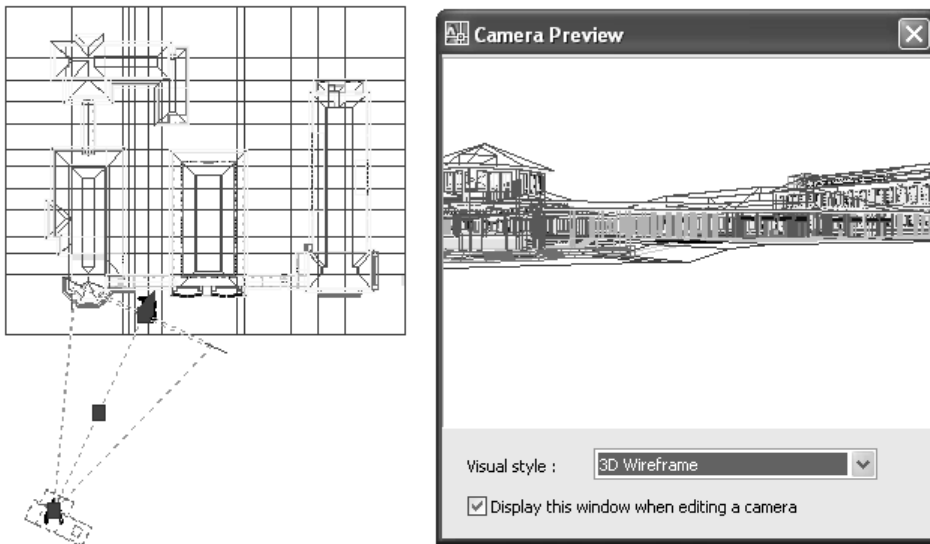 Camera Preview
Visual style :
3D Wireframe
Display this window when editing a camera